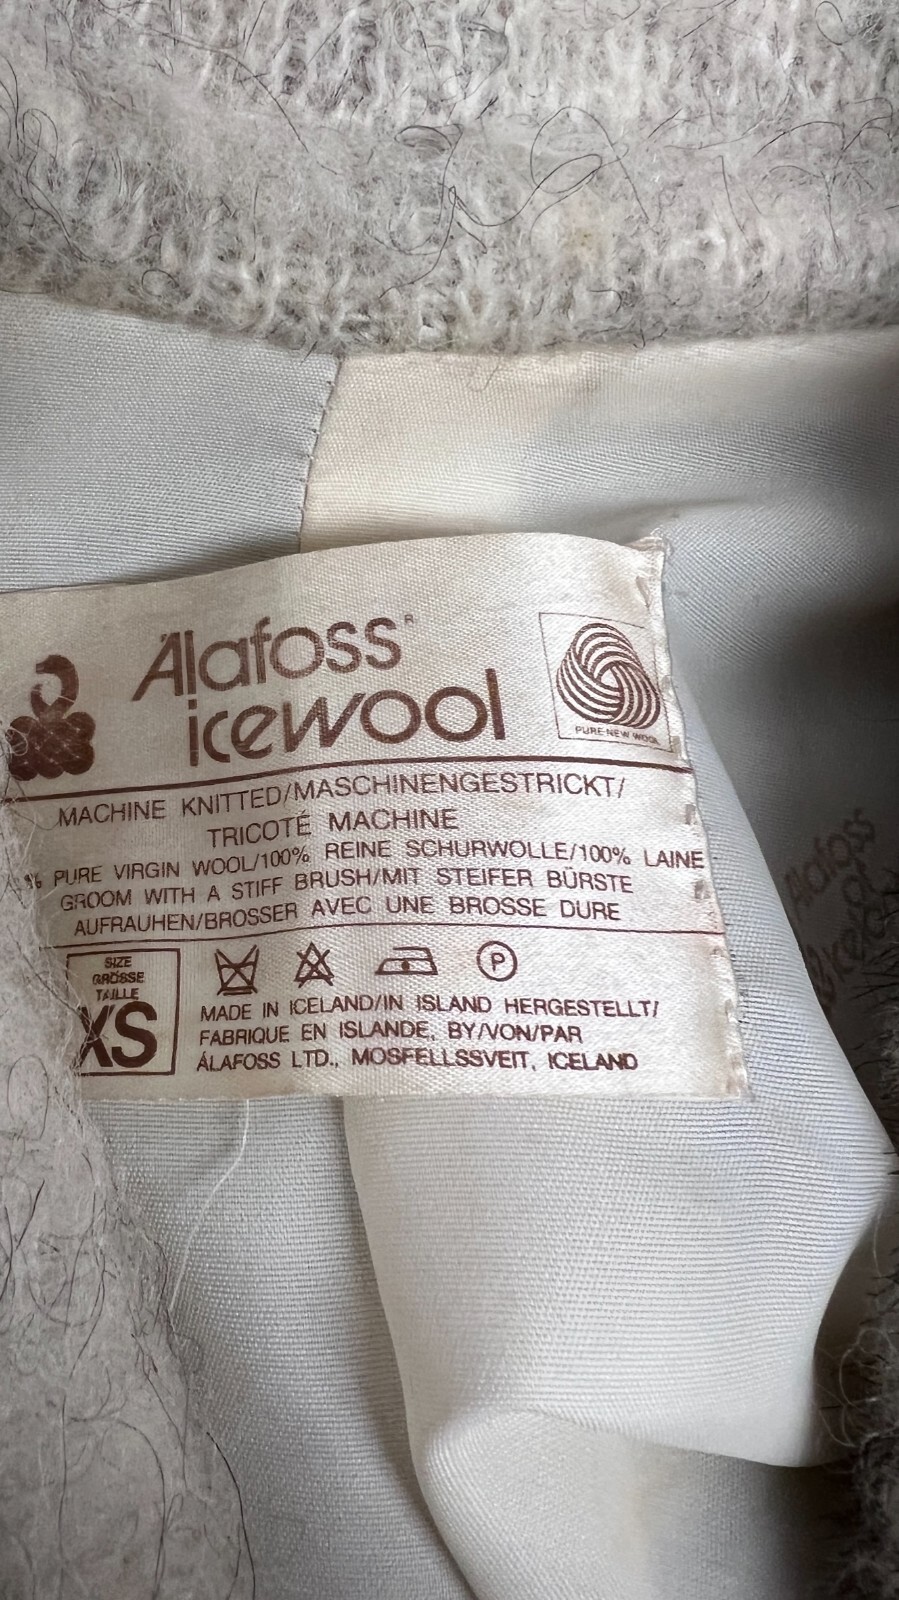 Álafoss®
icewool
PURE NEW WOOL
MACHINE KNITTED/MASCHINENGESTRICKT/
TRICOTÉ MACHINE
% PURE VIRGIN WOOL/100% REINE SCHURWOLLE/100% LAINE
GROOM WITH A STIFF BRUSH/MIT STEIFER BÜRSTE
AUFRAUHEN/BROSSER AVEC UNE BROSSE DURE
SIZE
GRÖSSE
TAILLE
XS
P
MADE IN ICELAND/IN ISLAND HERGESTELLT/
FABRIQUE EN ISLANDE, BY/VON/PAR
ÁLAFOSS LTD., MOSFELLSSVEIT, ICELAND
Álafoss
of